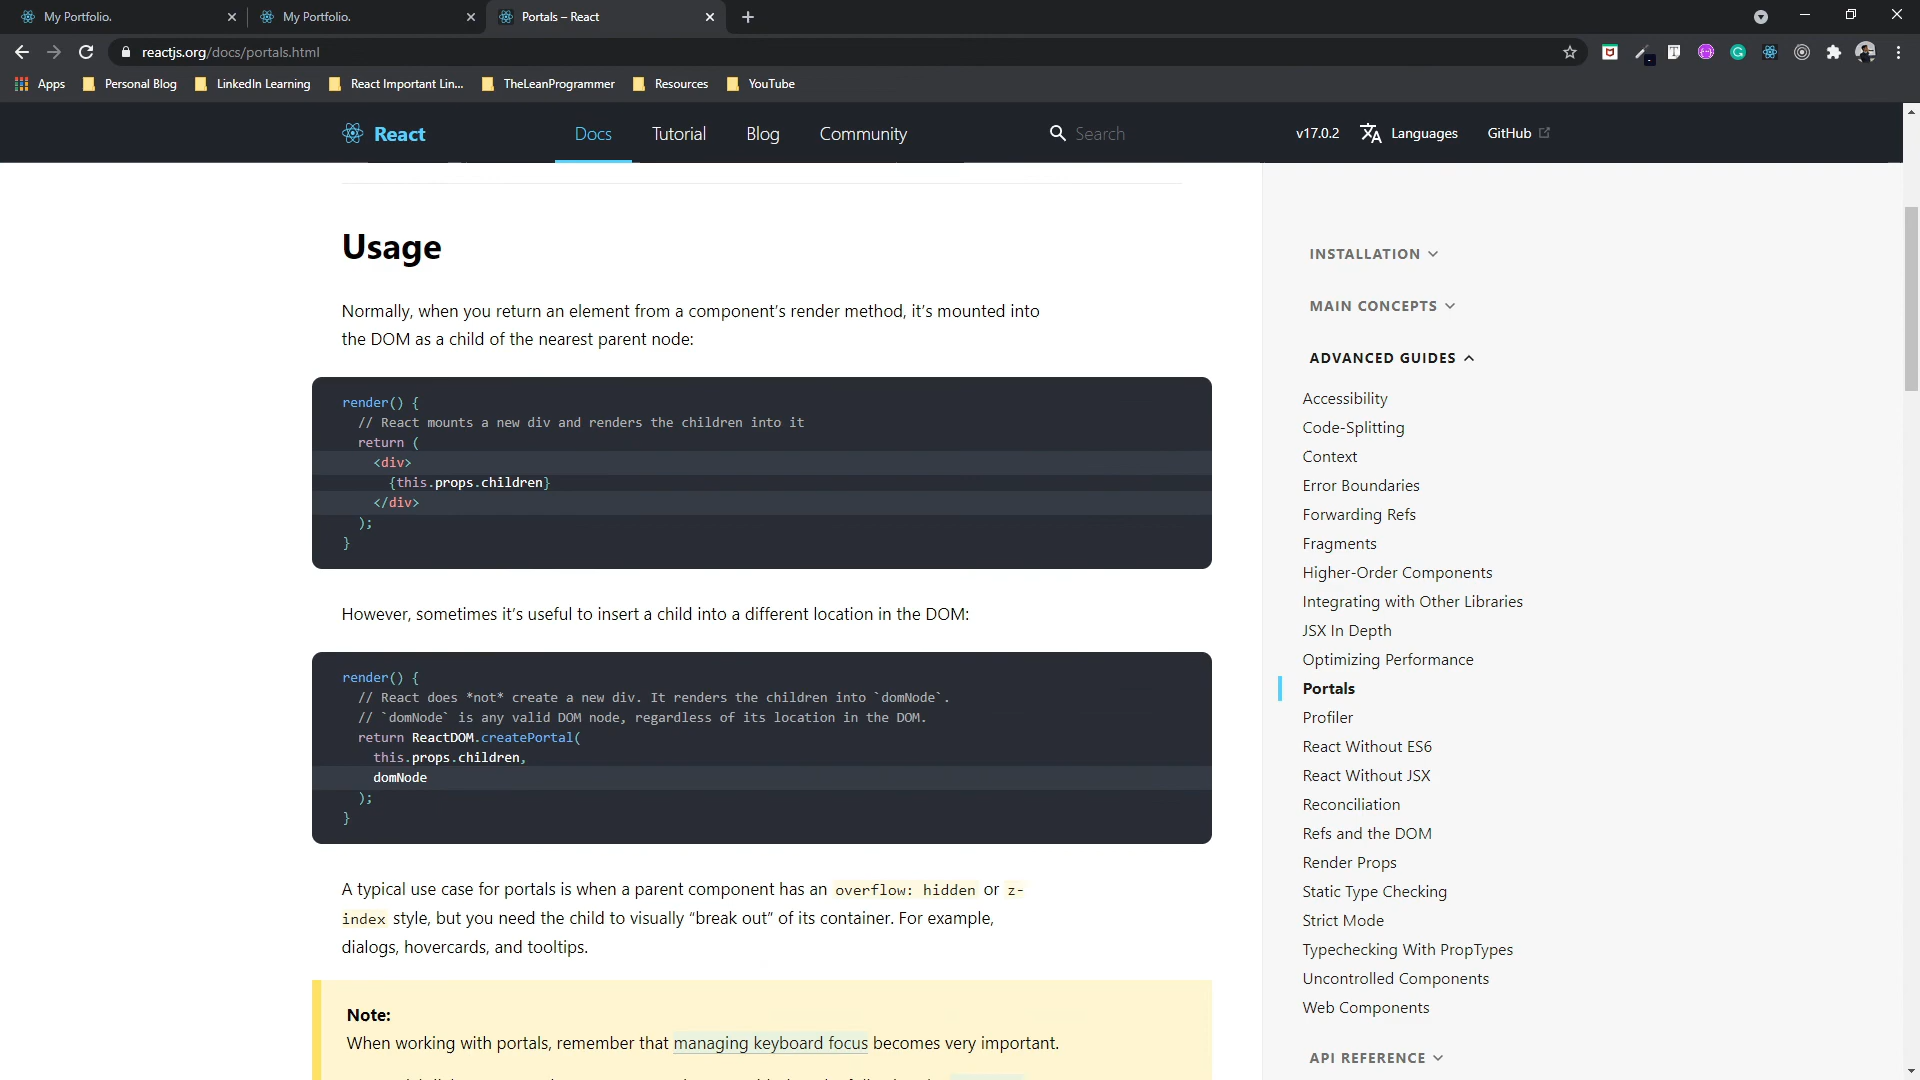 My Portfolio.
My Portfolio.
Portals – React
reactjs.org/docs/portals.html
Apps
Personal Blog
LinkedIn Learning
React Important Lin...
TheLeanProgrammer
Resources
YouTube
React
Docs
Tutorial
Blog
Community
Search
v17.0.2
Languages
GitHub
Usage
Normally, when you return an element from a component’s render method, it’s mounted into
the DOM as a child of the nearest parent node:
render() {
// React mounts a new div and renders the children into it
return (
<div>
{this.props.children}
</div>
);
}
However, sometimes it’s useful to insert a child into a different location in the DOM:
render() {
// React does *not* create a new div. It renders the children into `domNode`.
// `domNode` is any valid DOM node, regardless of its location in the DOM.
return ReactDOM.createPortal(
this.props.children,
domNode
);
}
A typical use case for portals is when a parent component has an overflow: hidden or z-
index style, but you need the child to visually “break out” of its container. For example,
dialogs, hovercards, and tooltips.
Note:
When working with portals, remember that managing keyboard focus becomes very important.
INSTALLATION
MAIN CONCEPTS
ADVANCED GUIDES
Accessibility
Code-Splitting
Context
Error Boundaries
Forwarding Refs
Fragments
Higher-Order Components
Integrating with Other Libraries
JSX In Depth
Optimizing Performance
Portals
Profiler
React Without ES6
React Without JSX
Reconciliation
Refs and the DOM
Render Props
Static Type Checking
Strict Mode
Typechecking With PropTypes
Uncontrolled Components
Web Components
API REFERENCE